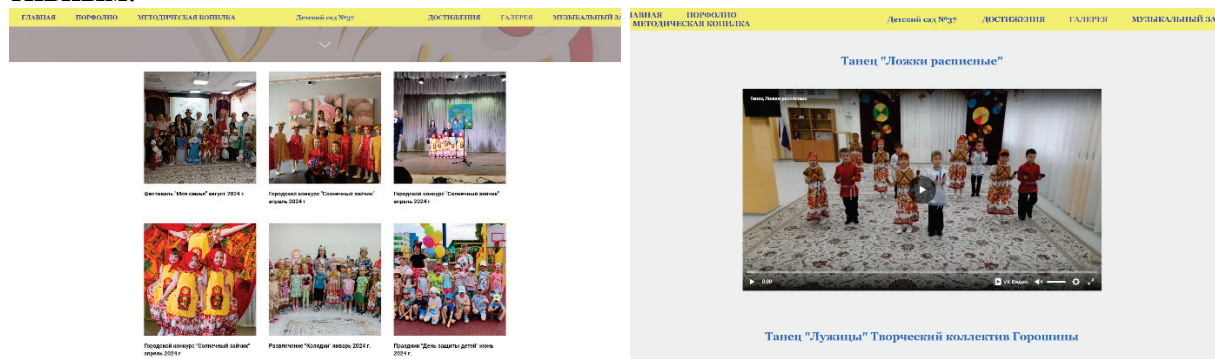 ГЛАВНАЯ ПОРФОЛИО МЕТОДИЧЕСКАЯ КОПИЛКА Детский сад №37 ДОСТИЖЕНИЯ ГАЛЕРЕЯ МУЗЫКАЛЬНЫЙ ЗА
Фестиваль "Моя семья" август 2024 г.
Городской конкурс "Солнечный зайчик"
апрель 2024 г
Городской конкурс "Солнечный зайчик"
апрель 2024 г
Городской конкурс "Солнечный зайчик"
апрель 2024 г
Развлечение "Колядки" январь 2024 г.
Праздник "День защиты детей" июнь
2024 г.
ЛАВНАЯ ПОРФОЛИО
МЕТОДИЧЕСКАЯ КОПИЛКА
Детский сад №37 ДОСТИЖЕНИЯ ГАЛЕРЕЯ МУЗЫКАЛЬНЫЙ ЗА
Танец "Ложки расписные"
Танец Ложки расписные
0:00
VK Видео
Танец "Лужицы" Творческий коллектив Горошины